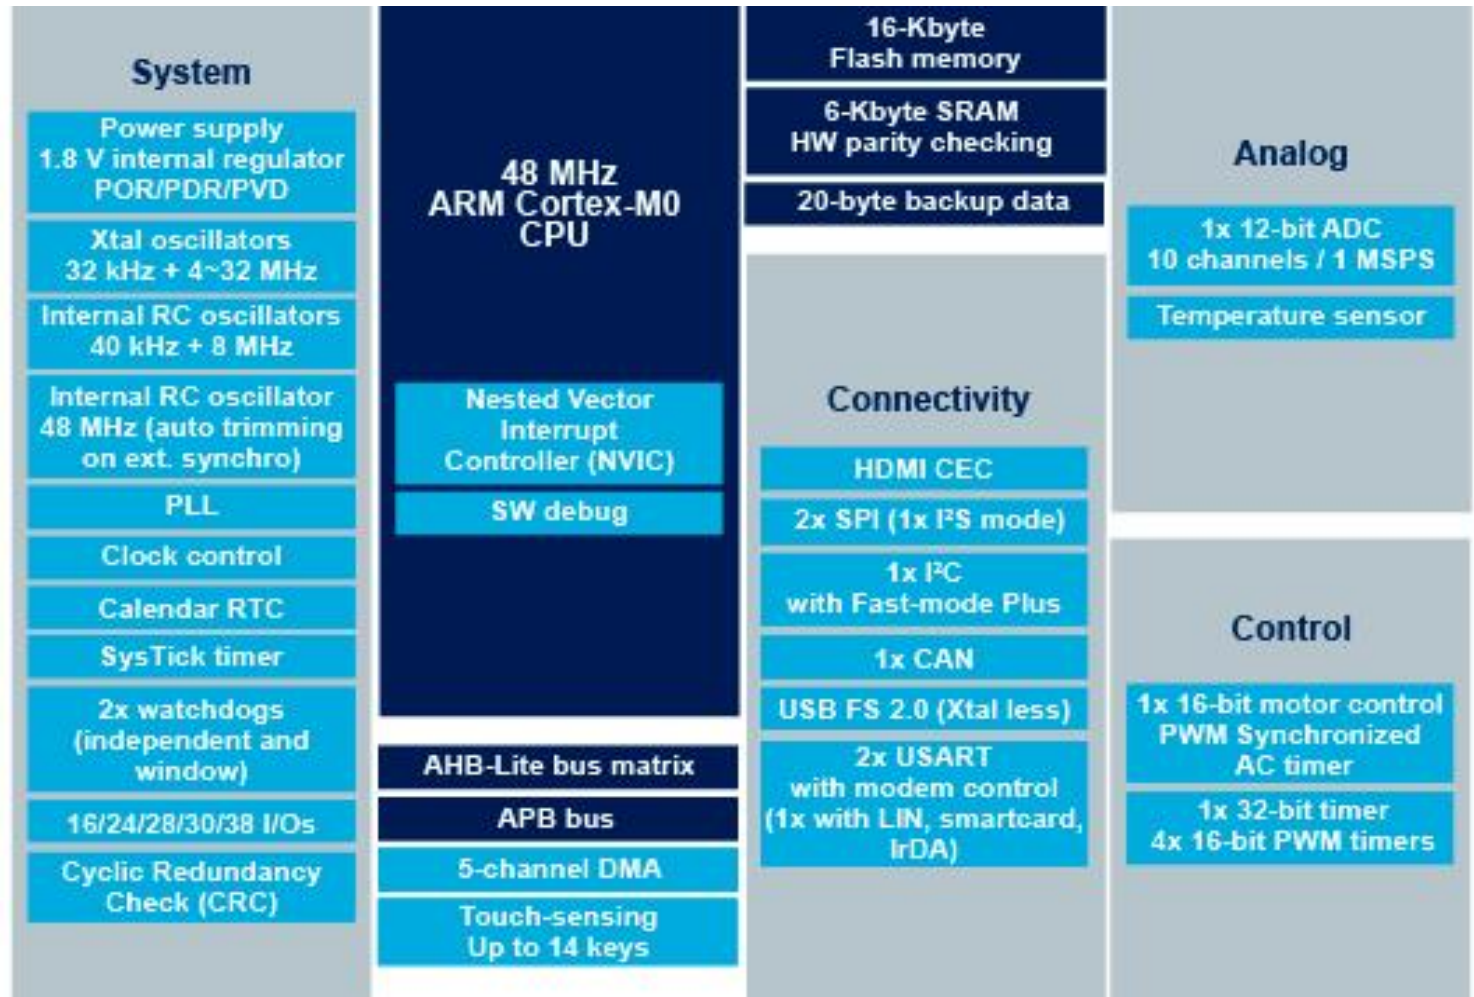 System
Power supply
1.8 V internal regulator
POR/PDR/PVD
Xtal oscillators
32 kHz + 4~32 MHz
Internal RC oscillators
40 kHz + 8 MHz
Internal RC oscillator
48 MHz (auto trimming
on ext. synchro)
PLL
Clock control
Calendar RTC
SysTick timer
2x watchdogs
(independent and
window)
16/24/28/30/38 I/Os
Cyclic Redundancy
Check (CRC)
48 MHz
ARM Cortex-M0
CPU
Nested Vector
Interrupt
Controller (NVIC)
SW debug
AHB-Lite bus matrix
APB bus
5-channel DMA
Touch-sensing
Up to 14 keys
16-Kbyte
Flash memory
6-Kbyte SRAM
HW parity checking
20-byte backup data
Connectivity
HDMI CEC
2x SPI (1x I²S mode)
1x I²C
with Fast-mode Plus
1x CAN
USB FS 2.0 (Xtal less)
2x USART
with modem control
(1x with LIN, smartcard,
IrDA)
Analog
1x 12-bit ADC
10 channels / 1 MSPS
Temperature sensor
Control
1x 16-bit motor control
PWM Synchronized
AC timer
1x 32-bit timer
4x 16-bit PWM timers